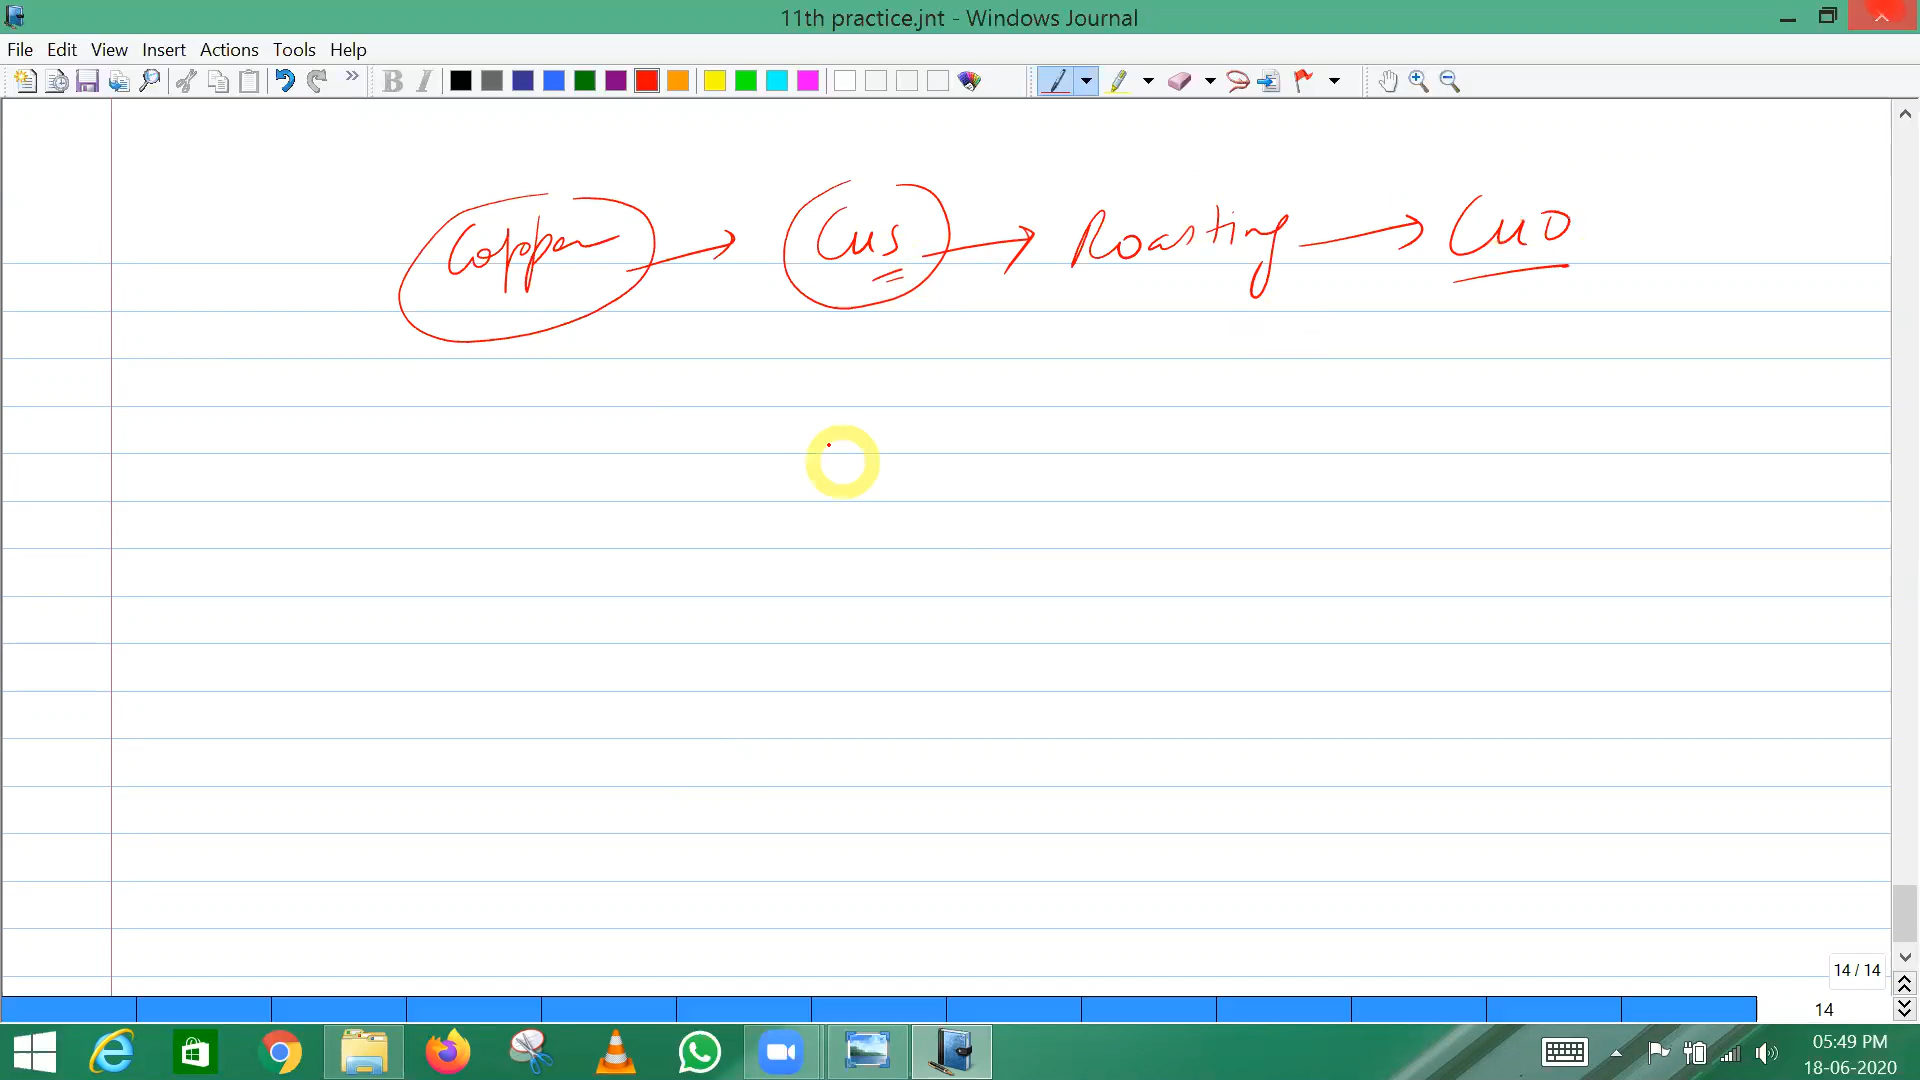 11th practice.jnt - Windows Journal
File Edit View Insert Actions Tools Help
B I
Copper → CuS → Roasting → CuO
14 / 14
14
05:49 PM
18-06-2020